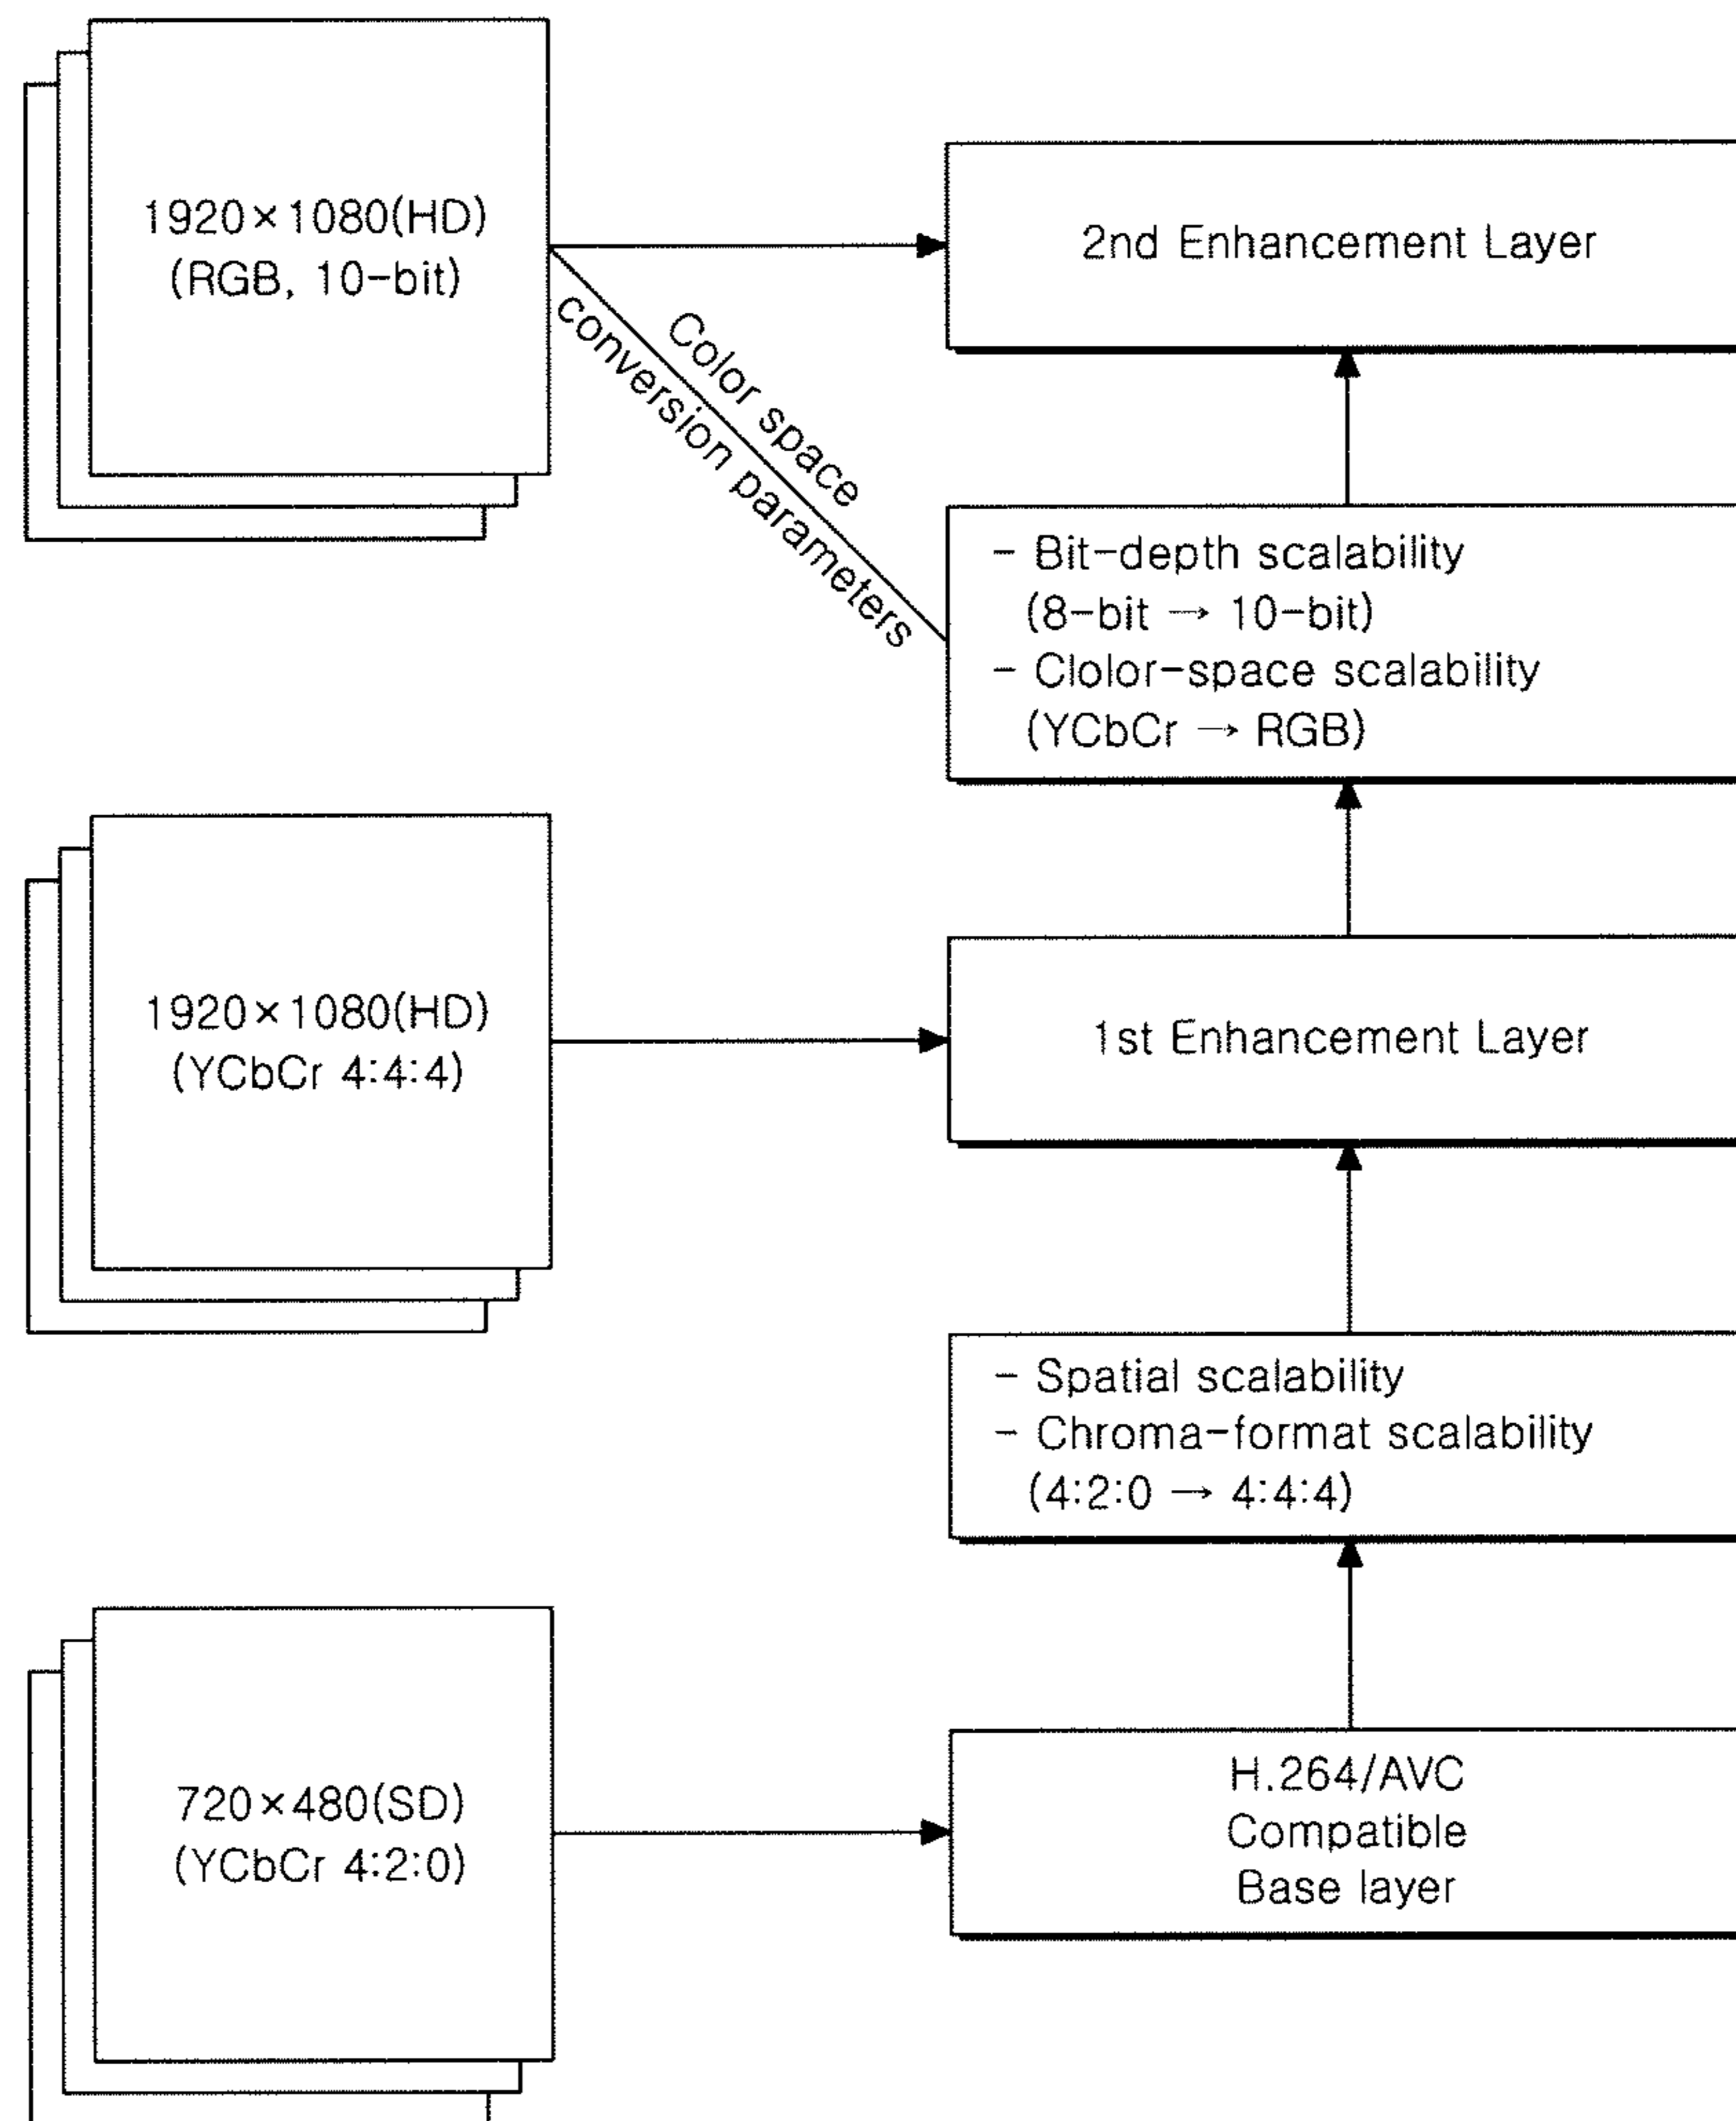 1920×1080(HD)
(RGB, 10-bit)
2nd Enhancement Layer
Color space
conversion parameters
- Bit-depth scalability
(8-bit → 10-bit)
- Clolor-space scalability
(YCbCr → RGB)
1920×1080(HD)
(YCbCr 4:4:4)
1st Enhancement Layer
- Spatial scalability
- Chroma-format scalability
(4:2:0 → 4:4:4)
720×480(SD)
(YCbCr 4:2:0)
H.264/AVC
Compatible
Base layer